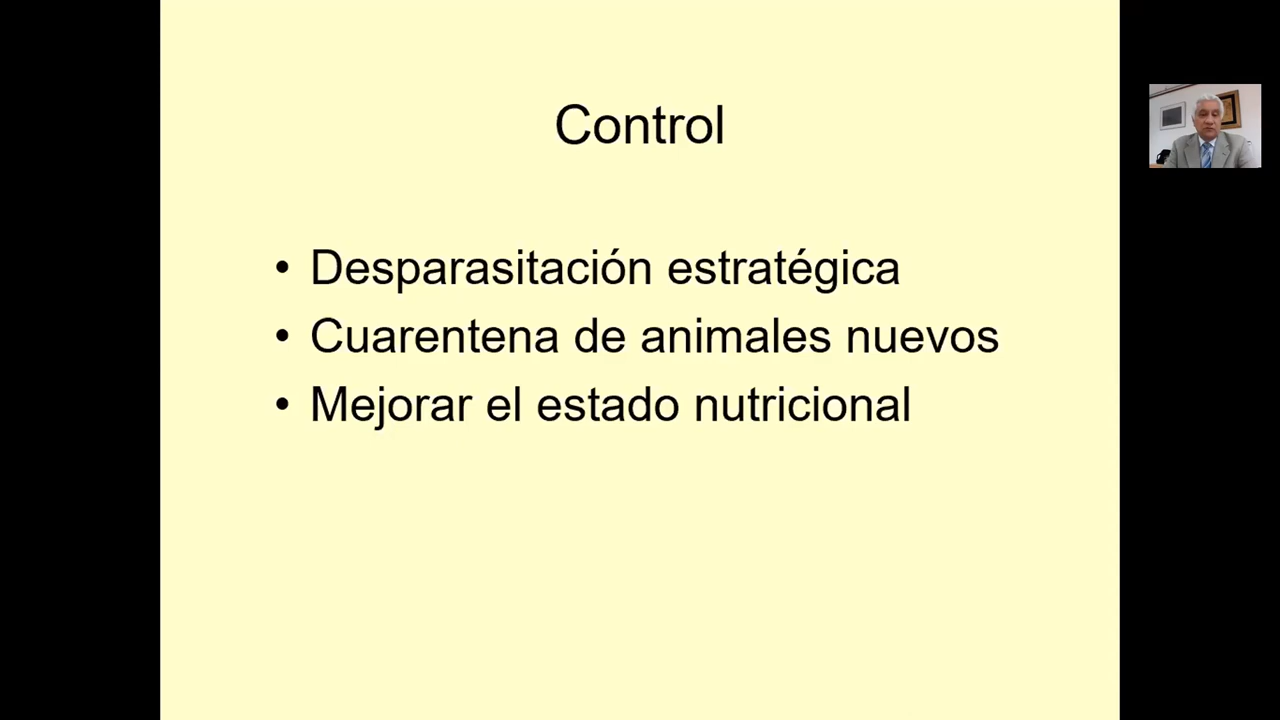 Control
• Desparasitación estratégica
• Cuarentena de animales nuevos
• Mejorar el estado nutricional